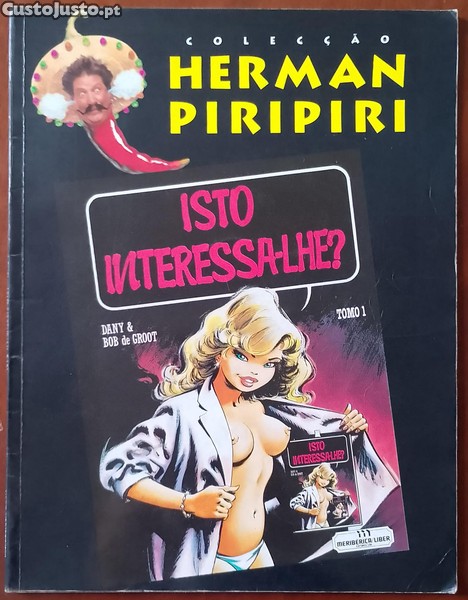 CustoJusto.pt
COLECÇÃO
HERMAN
PIRIPIRI
ISTO
INTERESSA-LHE?
DANY &
BOB de GROOT
TOMO 1
ISTO
INTERESSA-LHE?
MERIBERICA/LIBER